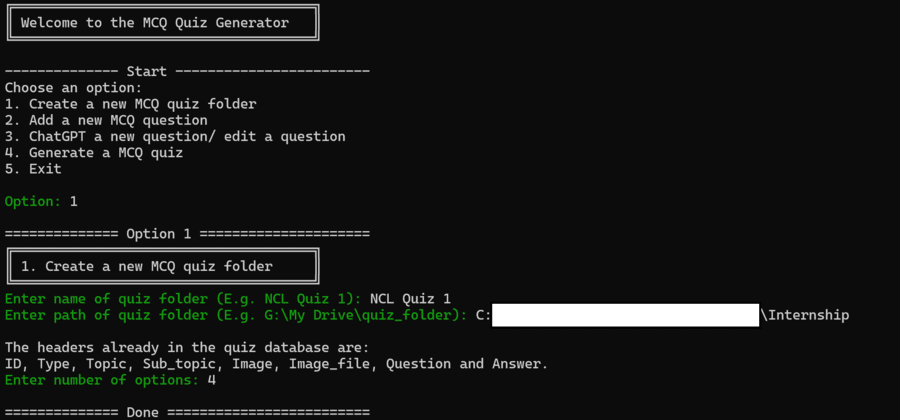 Welcome to the MCQ Quiz Generator
-------------- Start ------------------------
Choose an option:
1. Create a new MCQ quiz folder
2. Add a new MCQ question
3. ChatGPT a new question/ edit a question
4. Generate a MCQ quiz
5. Exit
Option: 1
============== Option 1 =====================
1. Create a new MCQ quiz folder
Enter name of quiz folder (E.g. NCL Quiz 1): NCL Quiz 1
Enter path of quiz folder (E.g. G:\My Drive\quiz_folder): C: \Internship
The headers already in the quiz database are:
ID, Type, Topic, Sub_topic, Image, Image_file, Question and Answer.
Enter number of options: 4
============== Done =========================